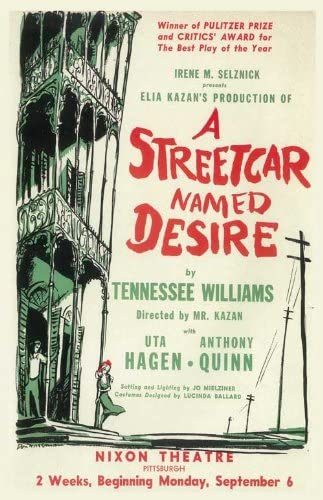 Winner of PULITZER PRIZE
and CRITICS' AWARD for
The Best Play of the Year
IRENE M. SELZNICK
presents
ELIA KAZAN'S PRODUCTION OF
A
STREETCAR
NAMED
DESIRE
by
TENNESSEE WILLIAMS
Directed by MR. KAZAN
with
UTA ANTHONY
HAGEN • QUINN
Setting and Lighting by JO MIELZINER
Costumes Designed by LUCINDA BALLARD
NIXON THEATRE
PITTSBURGH
2 Weeks, Beginning Monday, September 6